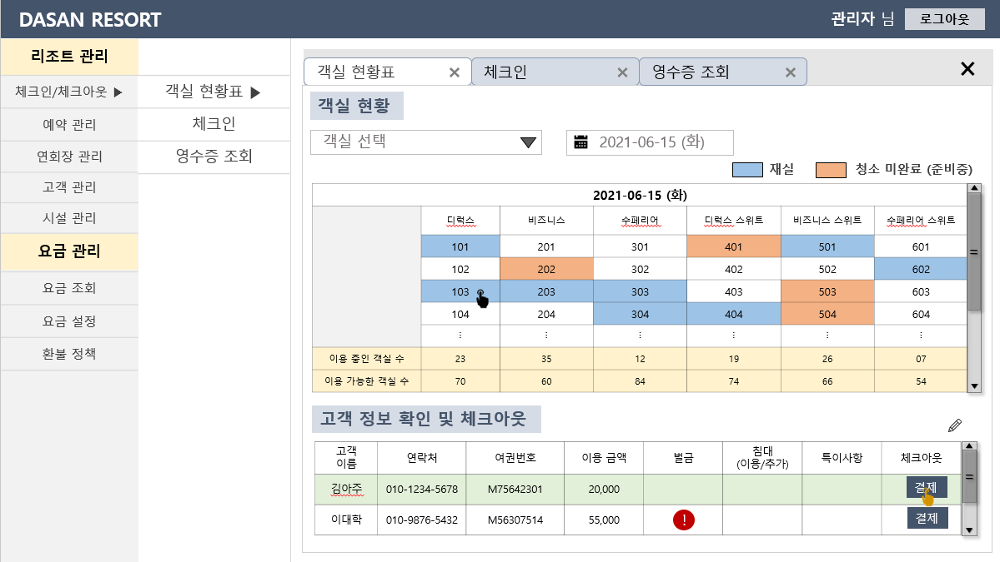 DASAN RESORT
관리자 님
로그아웃
리조트 관리
체크인/체크아웃 ▶
예약 관리
연회장 관리
고객 관리
시설 관리
요금 관리
요금 조회
요금 설정
환불 정책
객실 현황표 ▶
체크인
영수증 조회
객실 현황표 ×
체크인 ×
영수증 조회 ×
객실 현황
객실 선택
2021-06-15 (화)
재실
청소 미완료 (준비중)
2021-06-15 (화)
디럭스 비즈니스 수페리어 디럭스 스위트 비즈니스 스위트 수페리어 스위트
101 201 301 401 501 601
102 202 302 402 502 602
103 203 303 403 503 603
104 204 304 404 504 604
⋮ ⋮ ⋮ ⋮ ⋮ ⋮
이용 중인 객실 수 23 35 12 19 26 07
이용 가능한 객실 수 70 60 84 74 66 54
고객 정보 확인 및 체크아웃
고객 이름 연락처 여권번호 이용 금액 벌금 침대 (이용/추가) 특이사항 체크아웃
김아주 010-1234-5678 M75642301 20,000 결제
이대학 010-9876-5432 M56307514 55,000 ! 결제